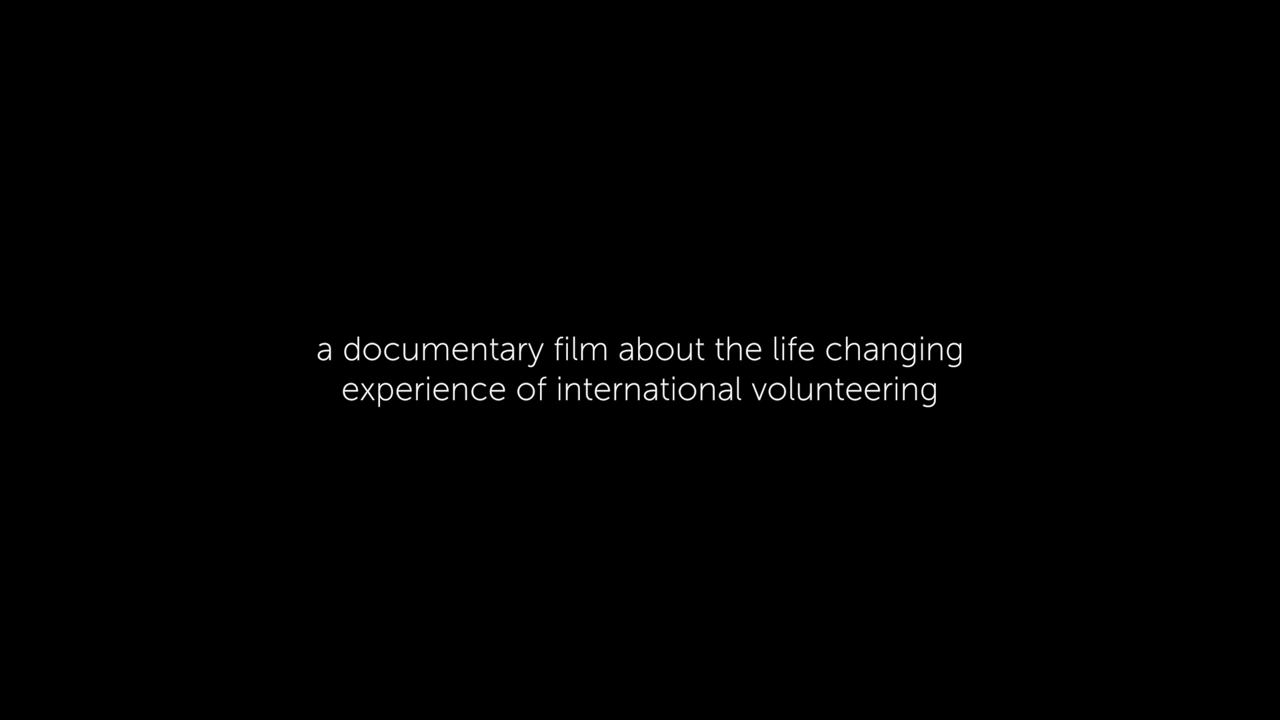 a documentary film about the life changing
experience of international volunteering